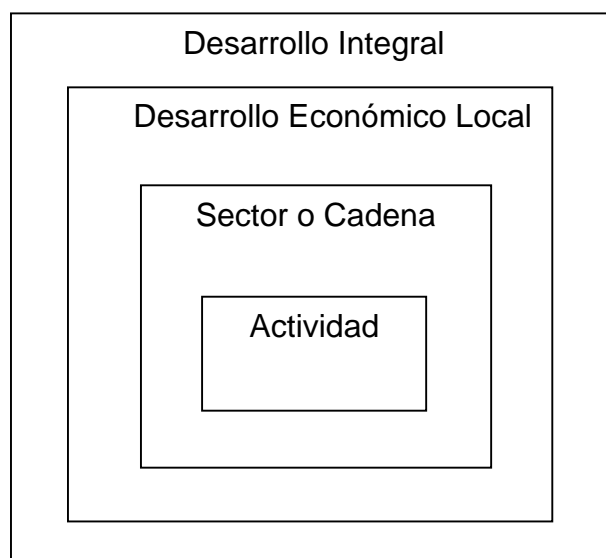 Desarrollo Integral
Desarrollo Económico Local
Sector o Cadena
Actividad